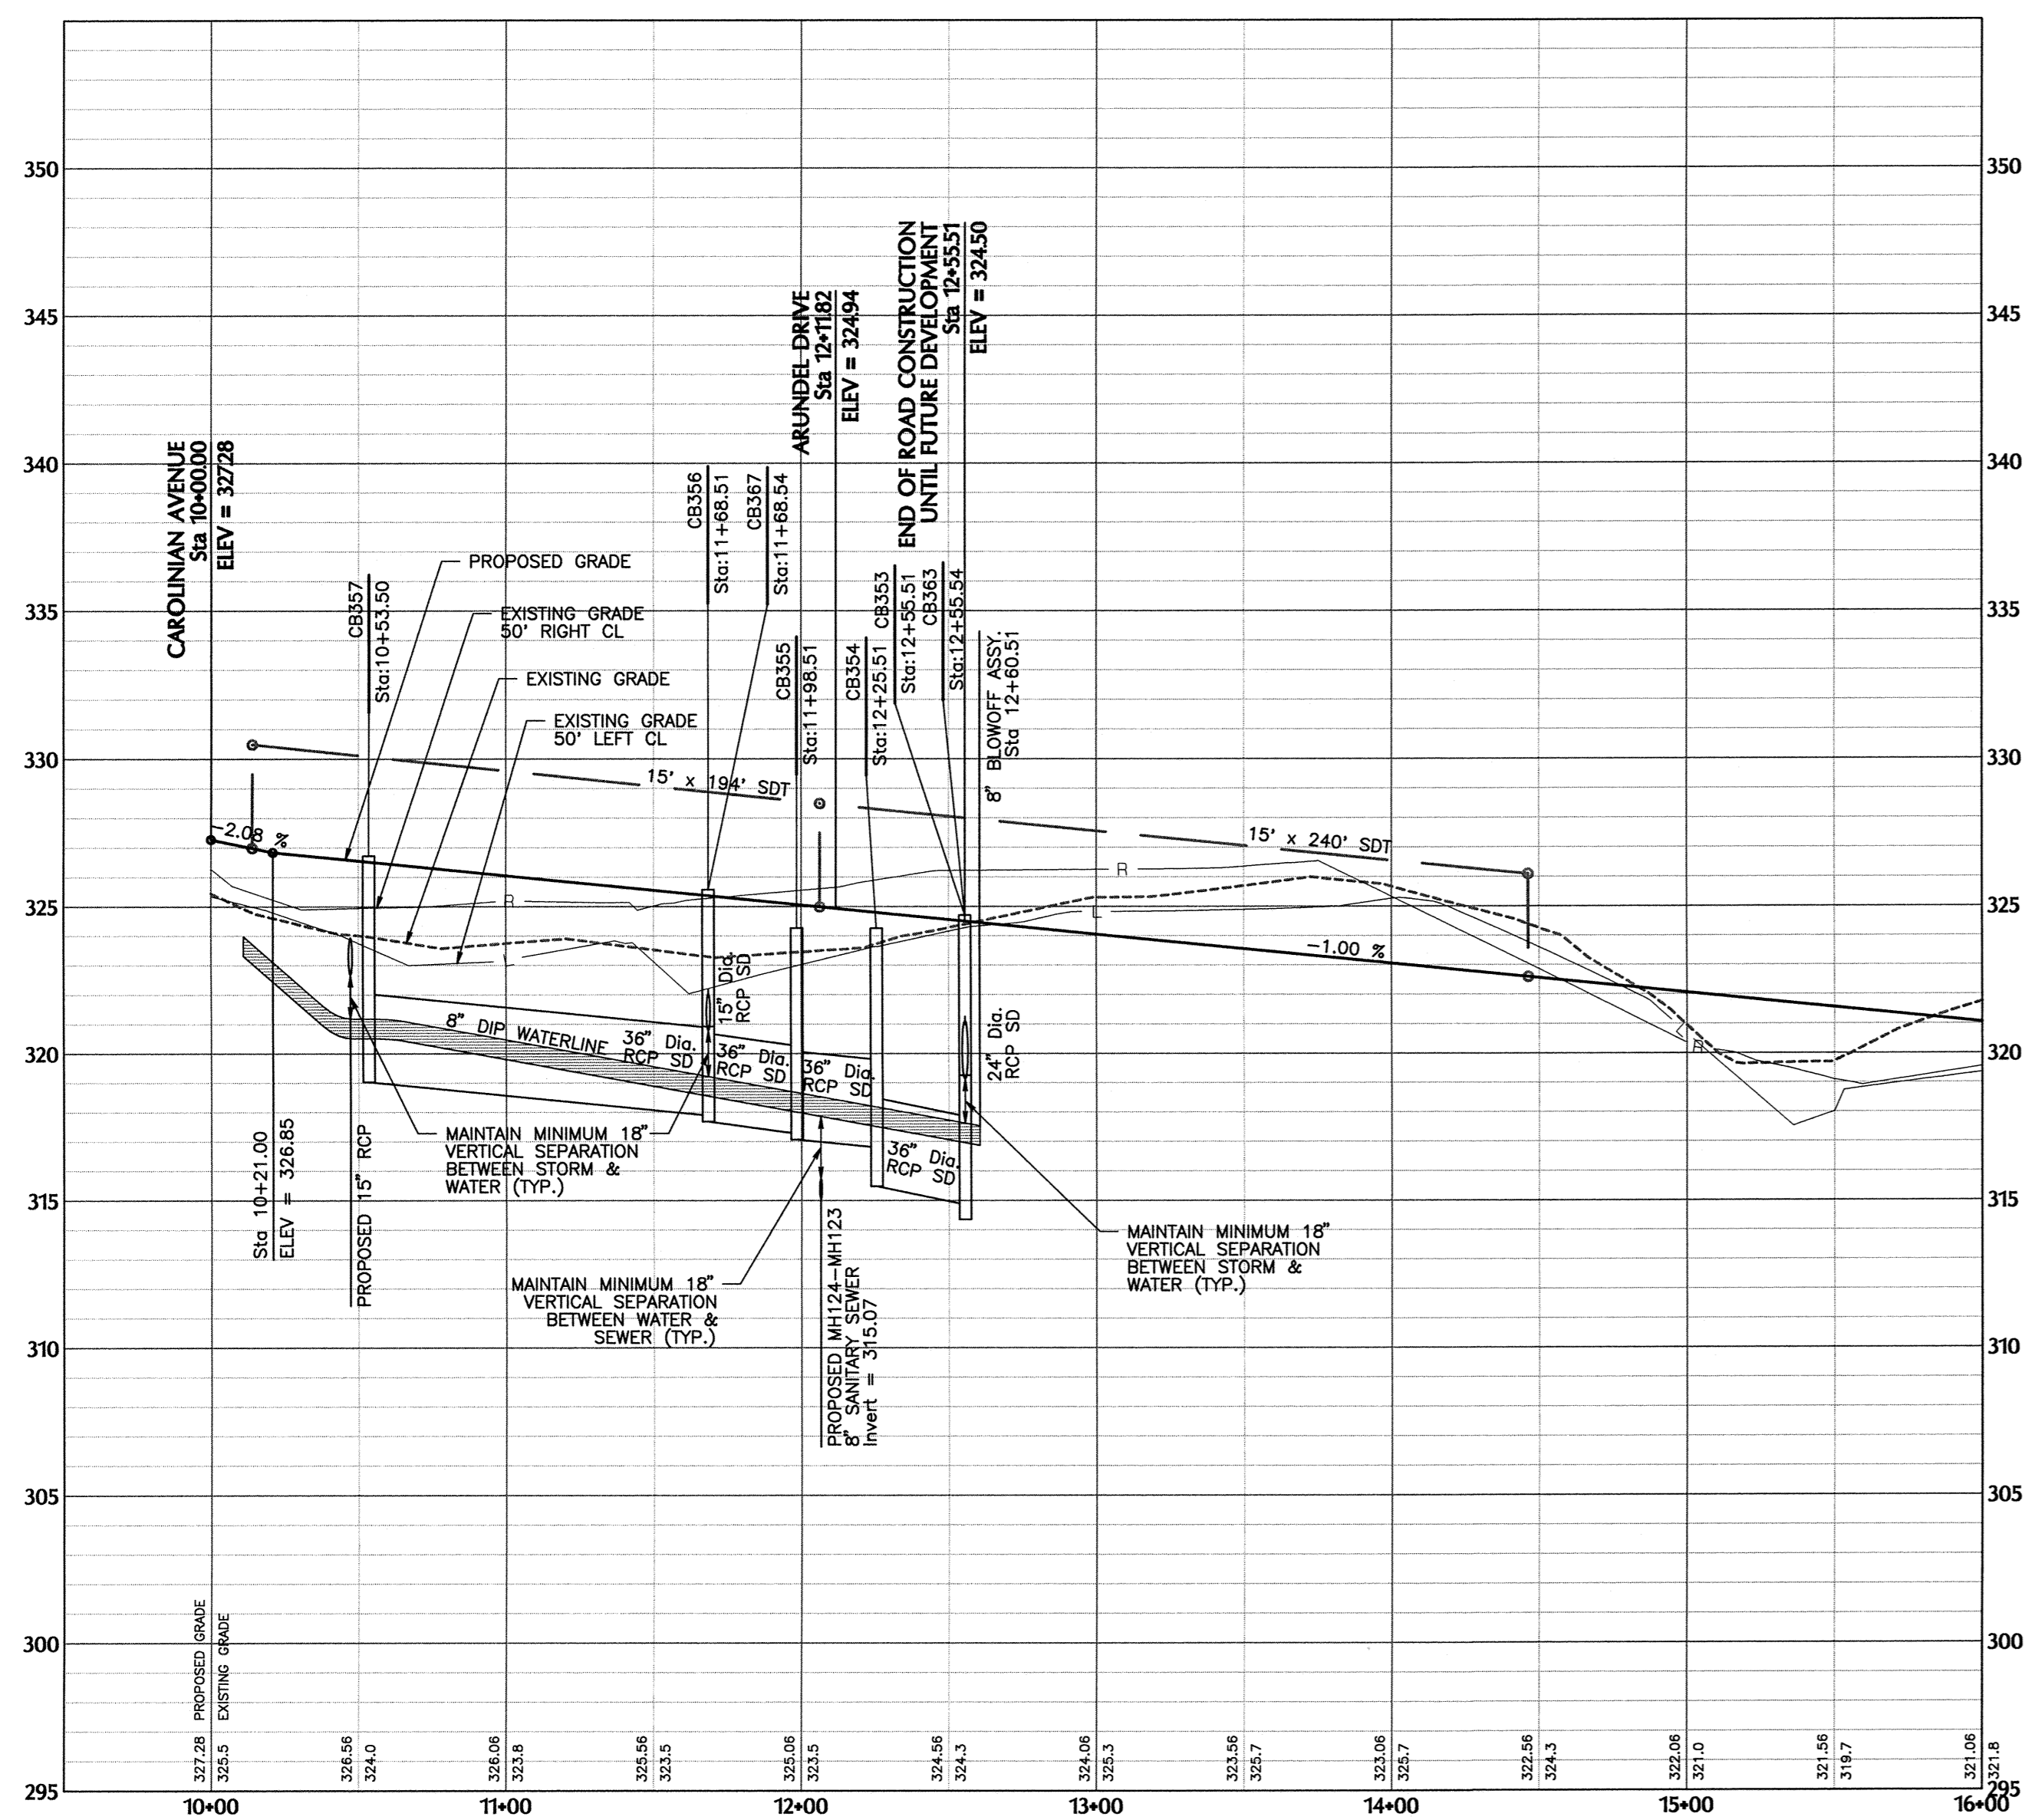 350
345
340
335
330
325
320
315
310
305
300
295
350
345
340
335
330
325
320
315
310
305
300
295
CAROLINIAN AVENUE
Sta 10+00.00
ELEV = 327.28
CB357
Sta:10+53.50
PROPOSED GRADE
EXISTING GRADE
50' RIGHT CL
EXISTING GRADE
EXISTING GRADE
50' LEFT CL
CB356
Sta:11+68.51
CB367
Sta:11+68.54
ARUNDEL DRIVE
Sta 12+11.82
ELEV = 324.94
END OF ROAD CONSTRUCTION
UNTIL FUTURE DEVELOPMENT
Sta 12+55.51
ELEV = 324.50
CB355
Sta:11+98.51
CB354
Sta:12+25.51
CB353
Sta:12+55.51
CB363
Sta:12+55.54
8" BLOWOFF ASSY.
Sta 12+60.51
15' x 194' SDT
15' x 240' SDT
-2.08 %
-1.00 %
R
R
L
L
L
R
8" DIP WATERLINE
36" Dia.
RCP SD
15" Dia.
RCP SD
36" Dia.
RCP SD
36" Dia.
RCP SD
36" Dia.
RCP SD
24" Dia.
RCP SD
Sta 10+21.00
ELEV = 326.85
PROPOSED 15" RCP
MAINTAIN MINIMUM 18"
VERTICAL SEPARATION
BETWEEN STORM &
WATER (TYP.)
MAINTAIN MINIMUM 18"
VERTICAL SEPARATION
BETWEEN WATER &
SEWER (TYP.)
PROPOSED MH124-MH123
8" SANITARY SEWER
Invert = 315.07
MAINTAIN MINIMUM 18"
VERTICAL SEPARATION
BETWEEN STORM &
WATER (TYP.)
PROPOSED GRADE
EXISTING GRADE
327.28
325.5
326.56
324.0
326.06
323.8
325.56
323.5
325.06
323.5
324.56
324.3
324.06
325.3
323.56
325.7
323.06
325.7
322.56
324.3
322.06
321.0
321.56
319.7
321.06
321.8
10+00
11+00
12+00
13+00
14+00
15+00
16+00